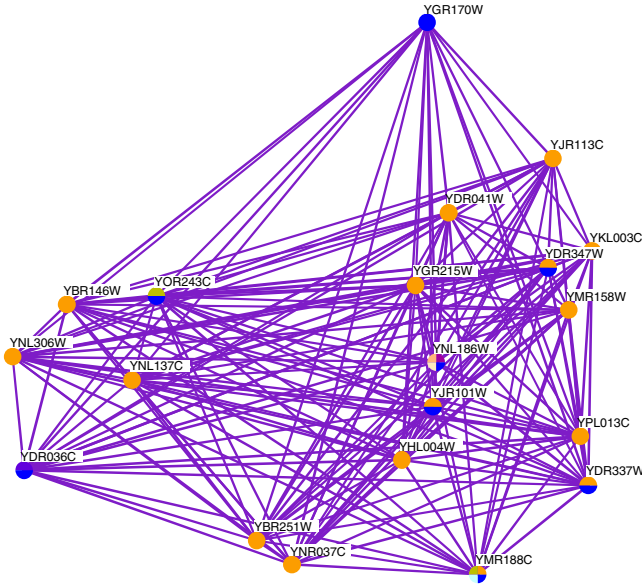 YGR170W
YJR113C
YDR041W
YKL003C
YDR347W
YGR215W
YOR243C
YBR146W
YMR158W
YNL306W
YNL186W
YNL137C
YJR101W
YPL013C
YHL004W
YDR036C
YDR337W
YBR251W
YNR037C
YMR188C